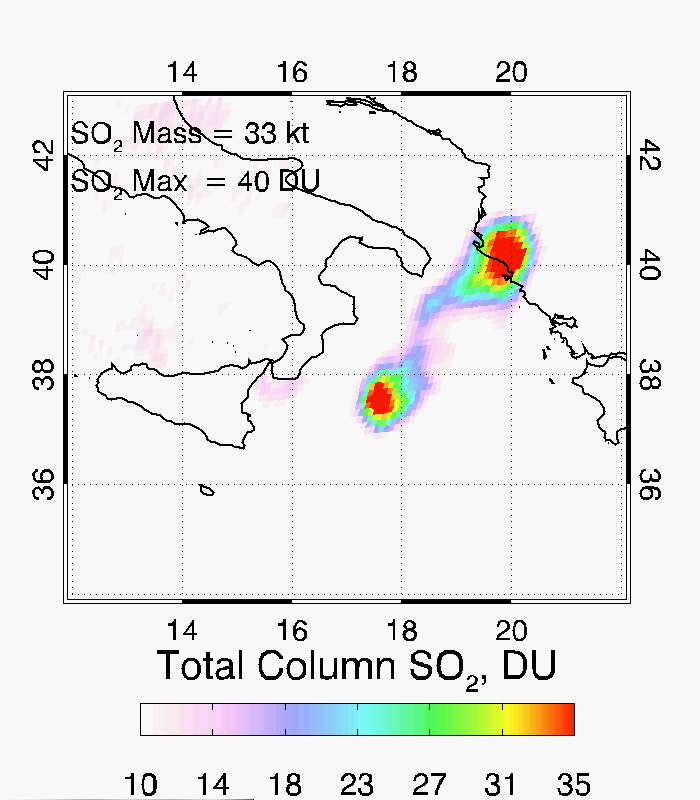 14 16 18 20
SO2 Mass = 33 kt
42 42
SO2 Max = 40 DU
40 40
38 38
36 36
14 16 18 20
Total Column SO2, DU
10 14 18 23 27 31 35